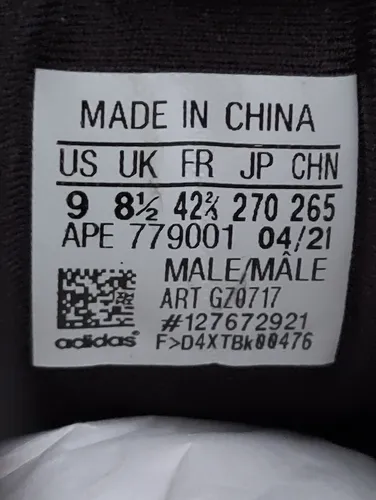 MADE IN CHINA
US UK FR JP CHN
9 8½ 42⅔ 270 265
APE 779001 04/21
MALE/MÂLE
ART GZ0717
#127672921
adidas® F>D4XTBk00476